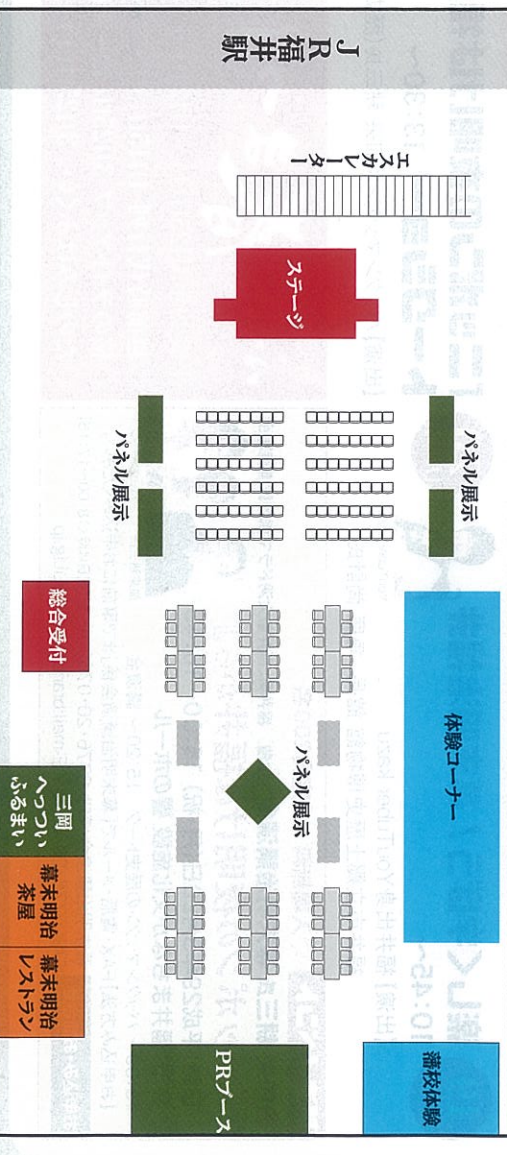 JR福井駅
エスカレーター
ステージ
パネル展示
パネル展示
体験コーナー
パネル展示
総合受付
三岡
へっつい
ふるまい
幕末明治
茶屋
幕末明治
レストラン
PRブース
藩校体験